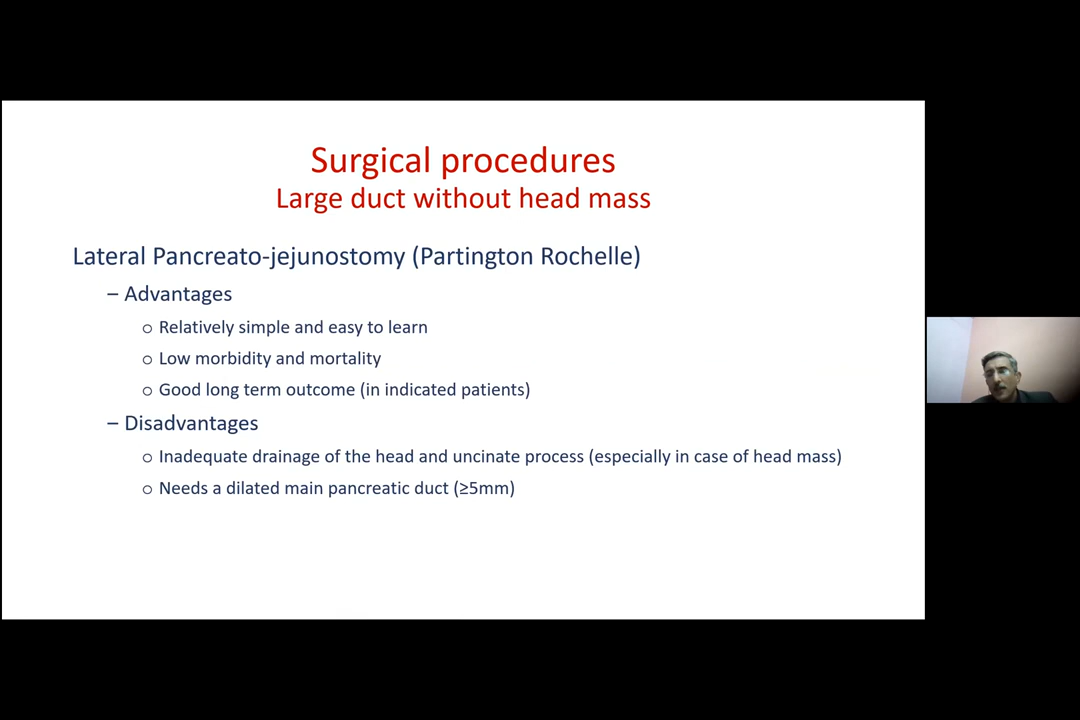 Surgical procedures
Large duct without head mass
Lateral Pancreato-jejunostomy (Partington Rochelle)
– Advantages
o Relatively simple and easy to learn
o Low morbidity and mortality
o Good long term outcome (in indicated patients)
– Disadvantages
o Inadequate drainage of the head and uncinate process (especially in case of head mass)
o Needs a dilated main pancreatic duct (≥5mm)